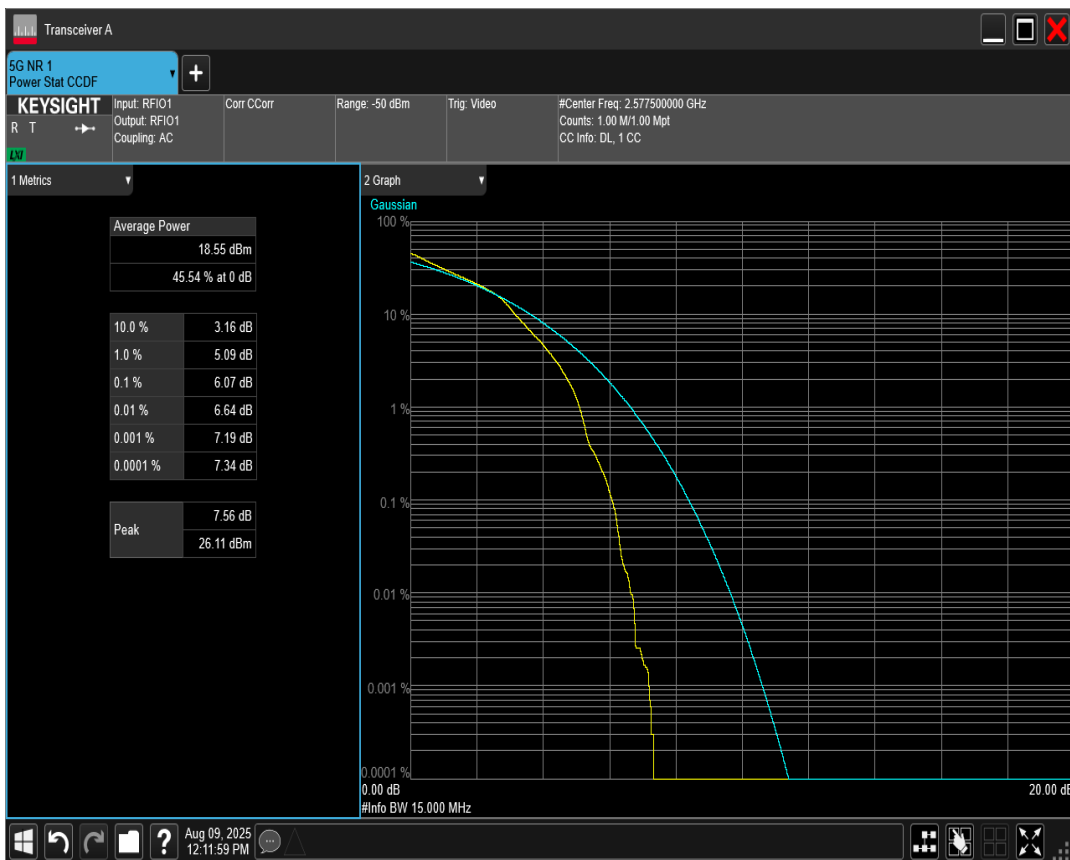 Transceiver A
5G NR 1
Power Stat CCDF
KEYSIGHT
R T
LXI
Input: RFIO1
Output: RFIO1
Coupling: AC
Corr CCorr
Range: -50 dBm
Trig: Video
#Center Freq: 2.577500000 GHz
Counts: 1.00 M/1.00 Mpt
CC Info: DL, 1 CC
1 Metrics
Average Power
18.55 dBm
45.54 % at 0 dB
10.0 % 3.16 dB
1.0 % 5.09 dB
0.1 % 6.07 dB
0.01 % 6.64 dB
0.001 % 7.19 dB
0.0001 % 7.34 dB
Peak 7.56 dB
26.11 dBm
2 Graph
Gaussian
100 %
10 %
1 %
0.1 %
0.01 %
0.001 %
0.0001 %
0.00 dB 20.00 dB
#Info BW 15.000 MHz
Aug 09, 2025
12:11:59 PM